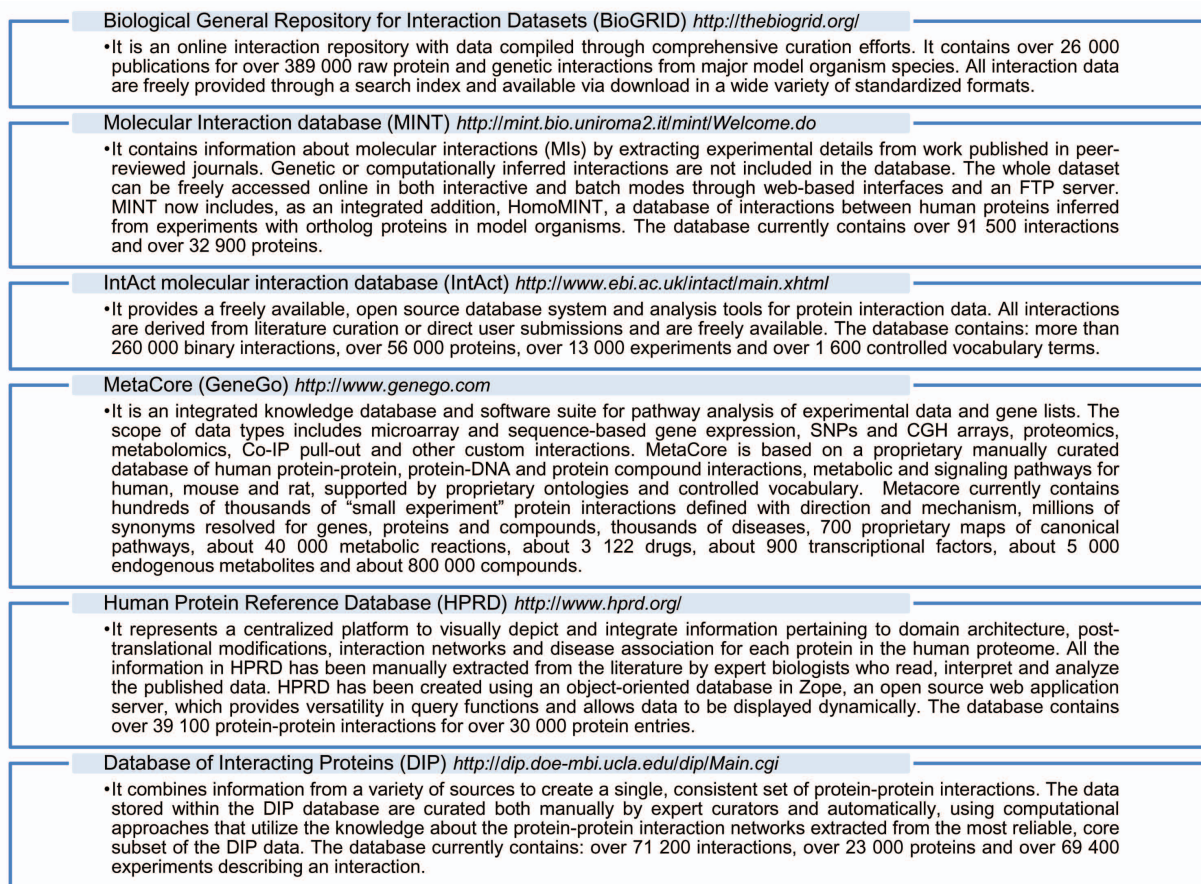 Biological General Repository for Interaction Datasets (BioGRID) http://thebiogrid.org/
•It is an online interaction repository with data compiled through comprehensive curation efforts. It contains over 26 000
publications for over 389 000 raw protein and genetic interactions from major model organism species. All interaction data
are freely provided through a search index and available via download in a wide variety of standardized formats.
Molecular Interaction database (MINT) http://mint.bio.uniroma2.it/mint/Welcome.do
•It contains information about molecular interactions (MIs) by extracting experimental details from work published in peer-
reviewed journals. Genetic or computationally inferred interactions are not included in the database. The whole dataset
can be freely accessed online in both interactive and batch modes through web-based interfaces and an FTP server.
MINT now includes, as an integrated addition, HomoMINT, a database of interactions between human proteins inferred
from experiments with ortholog proteins in model organisms. The database currently contains over 91 500 interactions
and over 32 900 proteins.
IntAct molecular interaction database (IntAct) http://www.ebi.ac.uk/intact/main.xhtml
•It provides a freely available, open source database system and analysis tools for protein interaction data. All interactions
are derived from literature curation or direct user submissions and are freely available. The database contains: more than
260 000 binary interactions, over 56 000 proteins, over 13 000 experiments and over 1 600 controlled vocabulary terms.
MetaCore (GeneGo) http://www.genego.com
•It is an integrated knowledge database and software suite for pathway analysis of experimental data and gene lists. The
scope of data types includes microarray and sequence-based gene expression, SNPs and CGH arrays, proteomics,
metabolomics, Co-IP pull-out and other custom interactions. MetaCore is based on a proprietary manually curated
database of human protein-protein, protein-DNA and protein compound interactions, metabolic and signaling pathways for
human, mouse and rat, supported by proprietary ontologies and controlled vocabulary. Metacore currently contains
hundreds of thousands of “small experiment” protein interactions defined with direction and mechanism, millions of
synonyms resolved for genes, proteins and compounds, thousands of diseases, 700 proprietary maps of canonical
pathways, about 40 000 metabolic reactions, about 3 122 drugs, about 900 transcriptional factors, about 5 000
endogenous metabolites and about 800 000 compounds.
Human Protein Reference Database (HPRD) http://www.hprd.org/
•It represents a centralized platform to visually depict and integrate information pertaining to domain architecture, post-
translational modifications, interaction networks and disease association for each protein in the human proteome. All the
information in HPRD has been manually extracted from the literature by expert biologists who read, interpret and analyze
the published data. HPRD has been created using an object-oriented database in Zope, an open source web application
server, which provides versatility in query functions and allows data to be displayed dynamically. The database contains
over 39 100 protein-protein interactions for over 30 000 protein entries.
Database of Interacting Proteins (DIP) http://dip.doe-mbi.ucla.edu/dip/Main.cgi
•It combines information from a variety of sources to create a single, consistent set of protein-protein interactions. The data
stored within the DIP database are curated both manually by expert curators and automatically, using computational
approaches that utilize the knowledge about the protein-protein interaction networks extracted from the most reliable, core
subset of the DIP data. The database currently contains: over 71 200 interactions, over 23 000 proteins and over 69 400
experiments describing an interaction.